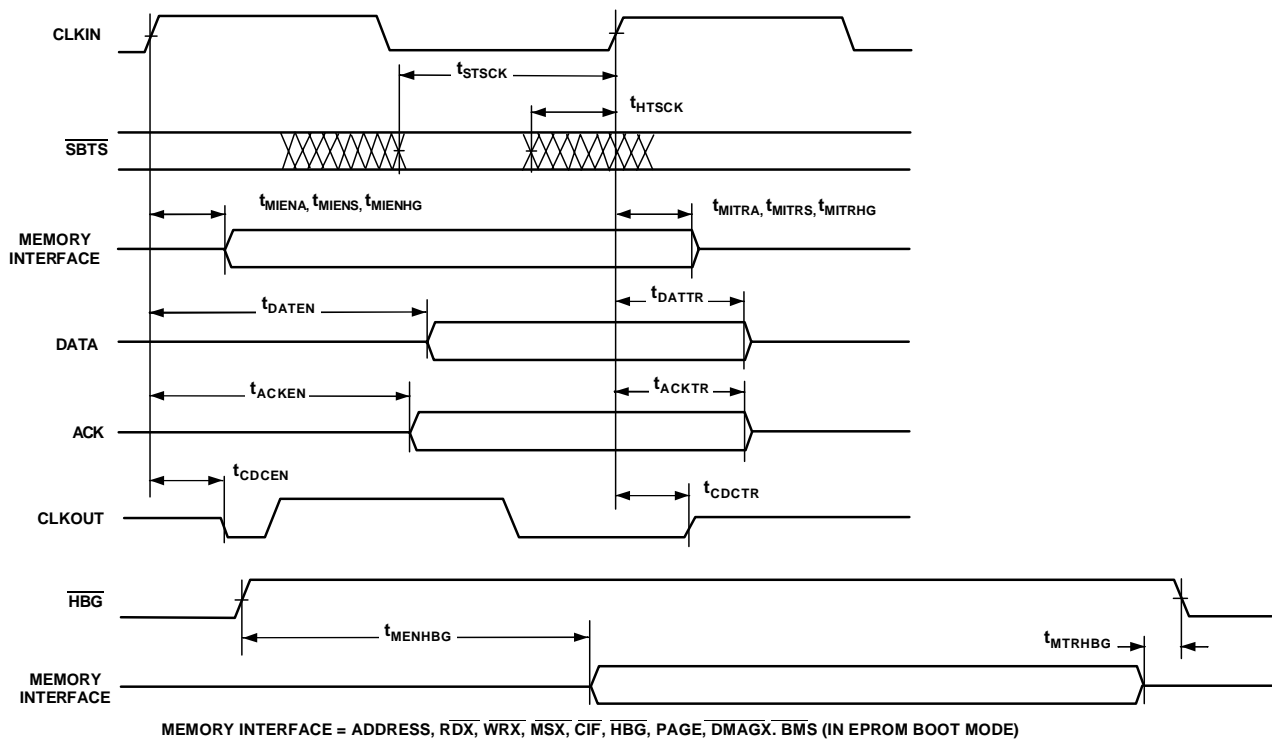 CLKIN
tSTSCK
tHTSCK
SBTS
tMIENA, tMIENS, tMIENHG
tMITRA, tMITRS, tMITRHG
MEMORY
INTERFACE
tDATEN
tDATTR
DATA
tACKEN
tACKTR
ACK
tCDCEN
tCDCTR
CLKOUT
HBG
tMENHBG
tMTRHBG
MEMORY
INTERFACE
MEMORY INTERFACE = ADDRESS, RDX, WRX, MSX, CIF, HBG, PAGE, DMAGX. BMS (IN EPROM BOOT MODE)